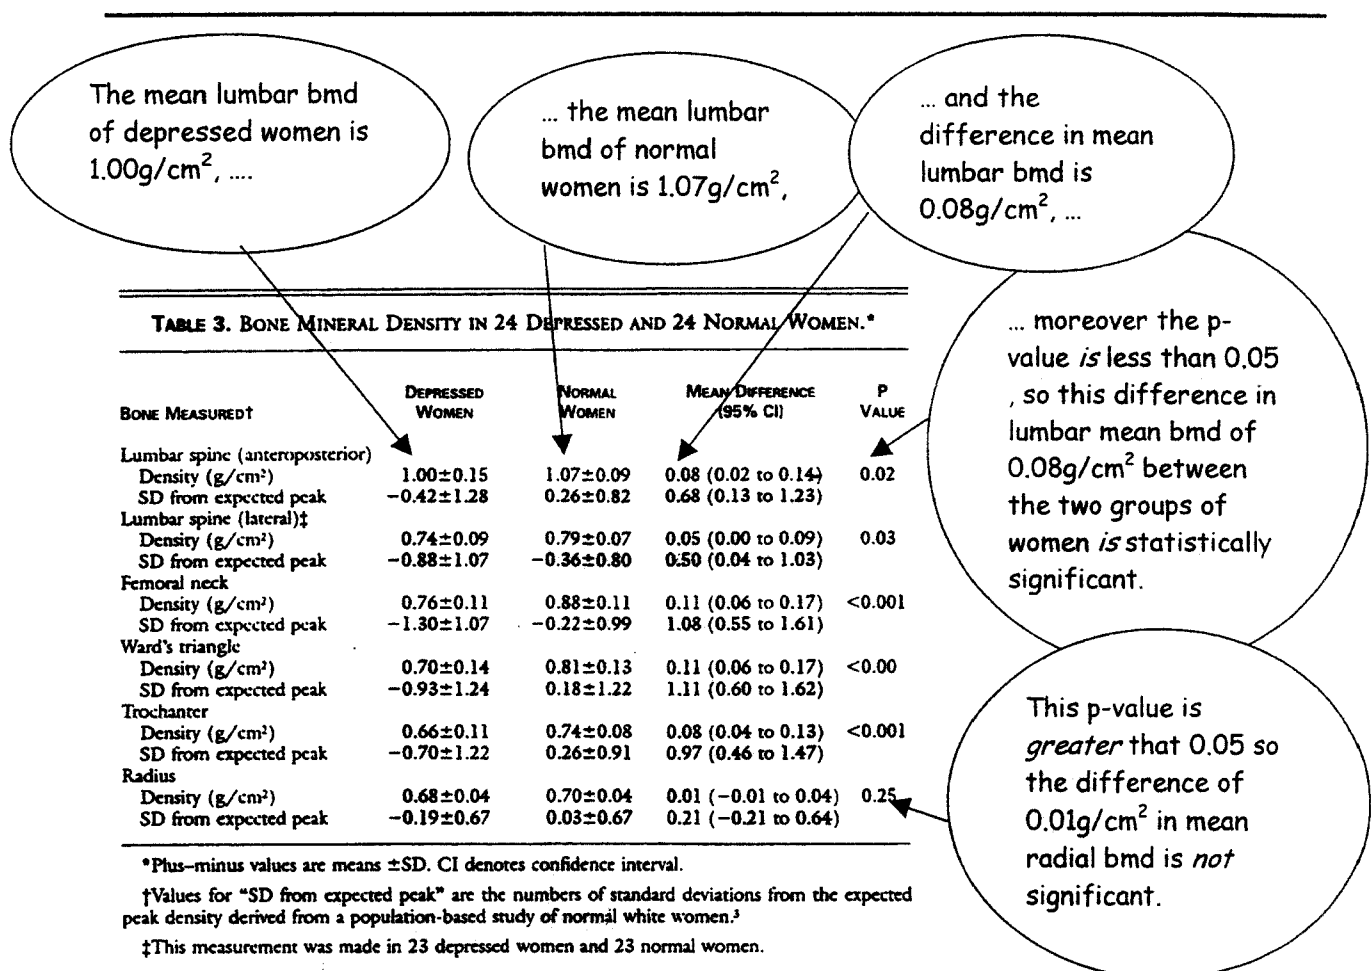 The mean lumbar bmd
of depressed women is
1.00g/cm², ....
... the mean lumbar
bmd of normal
women is 1.07g/cm²,
... and the
difference in mean
lumbar bmd is
0.08g/cm², ...
... moreover the p-
value is less than 0.05
, so this difference in
lumbar mean bmd of
0.08g/cm² between
the two groups of
women is statistically
significant.
This p-value is
greater that 0.05 so
the difference of
0.01g/cm² in mean
radial bmd is not
significant.
TABLE 3. BONE MINERAL DENSITY IN 24 DEPRESSED AND 24 NORMAL WOMEN.*
BONE MEASURED† DEPRESSED WOMEN NORMAL WOMEN MEAN DIFFERENCE (95% CI) P VALUE
Lumbar spine (anteroposterior)
Density (g/cm²) 1.00±0.15 1.07±0.09 0.08 (0.02 to 0.14) 0.02
SD from expected peak −0.42±1.28 0.26±0.82 0.68 (0.13 to 1.23)
Lumbar spine (lateral)‡
Density (g/cm²) 0.74±0.09 0.79±0.07 0.05 (0.00 to 0.09) 0.03
SD from expected peak −0.88±1.07 −0.36±0.80 0.50 (0.04 to 1.03)
Femoral neck
Density (g/cm²) 0.76±0.11 0.88±0.11 0.11 (0.06 to 0.17) <0.001
SD from expected peak −1.30±1.07 −0.22±0.99 1.08 (0.55 to 1.61)
Ward's triangle
Density (g/cm²) 0.70±0.14 0.81±0.13 0.11 (0.06 to 0.17) <0.00
SD from expected peak −0.93±1.24 0.18±1.22 1.11 (0.60 to 1.62)
Trochanter
Density (g/cm²) 0.66±0.11 0.74±0.08 0.08 (0.04 to 0.13) <0.001
SD from expected peak −0.70±1.22 0.26±0.91 0.97 (0.46 to 1.47)
Radius
Density (g/cm²) 0.68±0.04 0.70±0.04 0.01 (−0.01 to 0.04) 0.25
SD from expected peak −0.19±0.67 0.03±0.67 0.21 (−0.21 to 0.64)
*Plus–minus values are means ±SD. CI denotes confidence interval.
†Values for "SD from expected peak" are the numbers of standard deviations from the expected
peak density derived from a population-based study of normal white women.³
‡This measurement was made in 23 depressed women and 23 normal women.